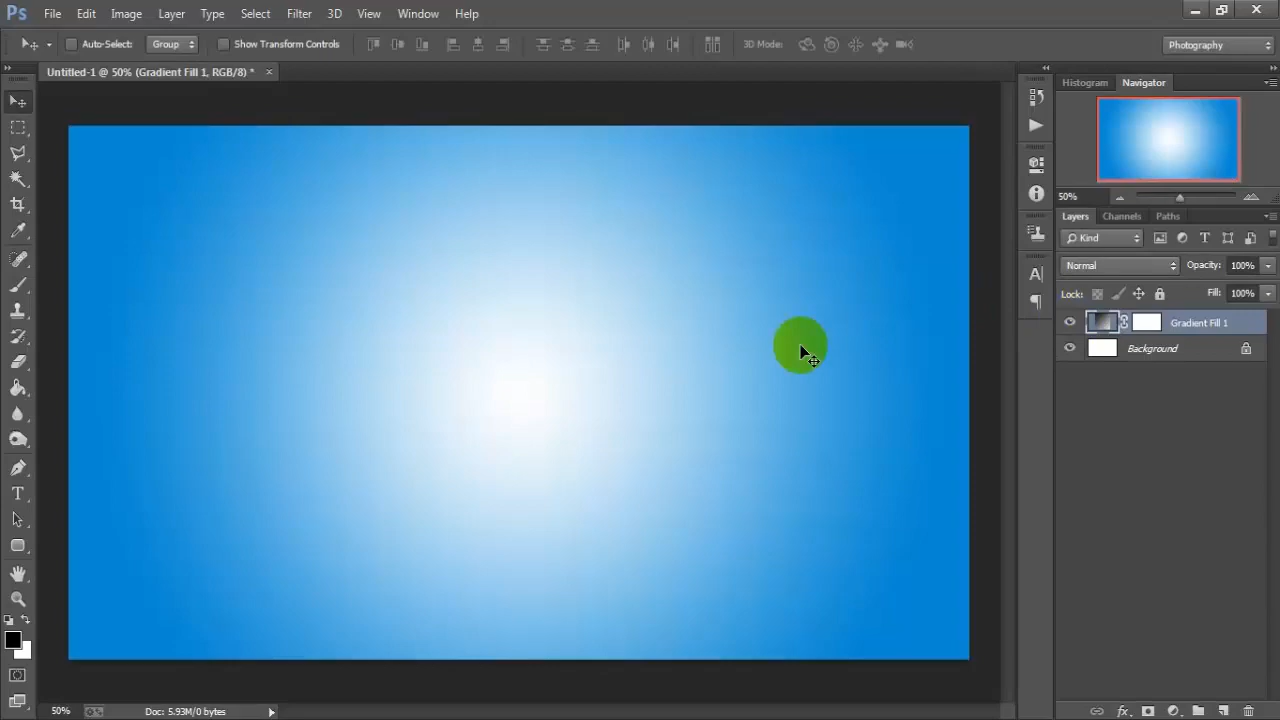 Ps File Edit Image Layer Type Select Filter 3D View Window Help
Auto-Select: Group Show Transform Controls 3D Mode: Photography
Untitled-1 @ 50% (Gradient Fill 1, RGB/8) * ×
Histogram Navigator
50%
Layers Channels Paths
Kind T
Normal Opacity: 100%
Lock: Fill: 100%
Gradient Fill 1
Background
A
T
50% Doc: 5.93M/0 bytes
fx